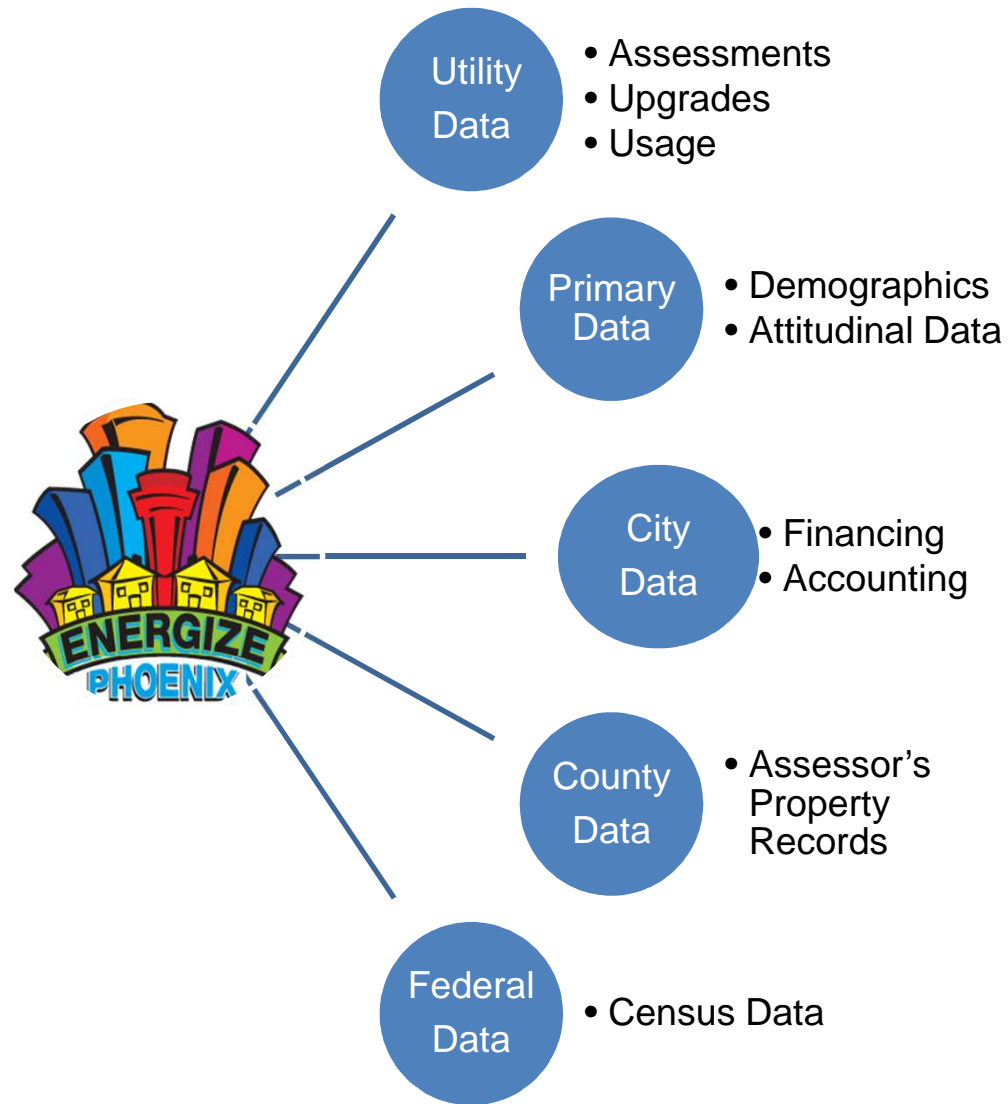 Utility
Data
• Assessments
• Upgrades
• Usage
Primary
Data
• Demographics
• Attitudinal Data
ENERGIZE
PHOENIX
City
Data
• Financing
• Accounting
County
Data
• Assessor’s
Property
Records
Federal
Data
• Census Data